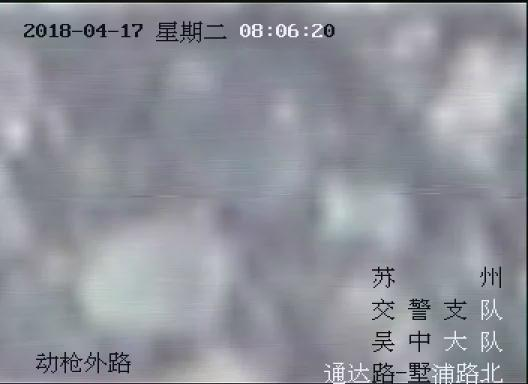 2018-04-17 星期二 08:06:20
苏 州
交 警 支 队
吴 中 大 队
动枪外路
通达路-墅浦路北